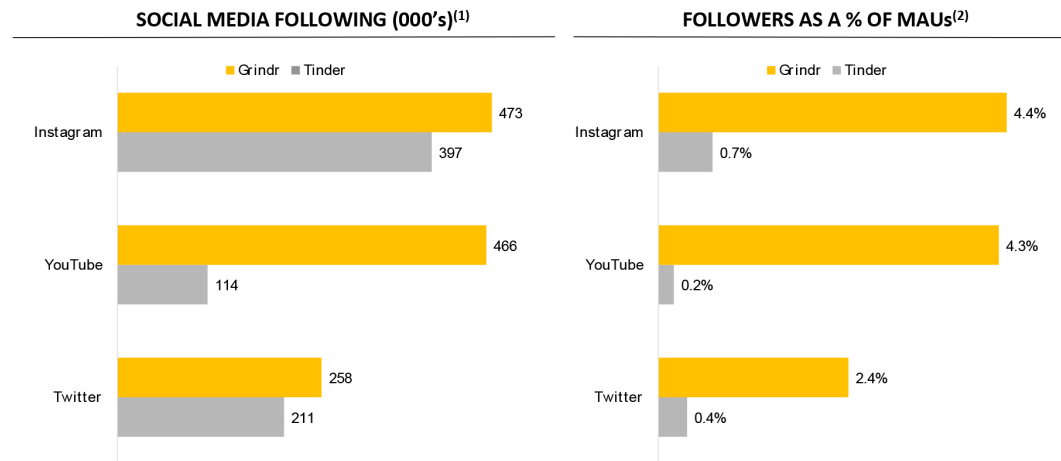 SOCIAL MEDIA FOLLOWING (000’s)(1)
Grindr Tinder
Instagram
473
397
YouTube
466
114
Twitter
258
211
FOLLOWERS AS A % OF MAUs(2)
Grindr Tinder
Instagram
4.4%
0.7%
YouTube
4.3%
0.2%
Twitter
2.4%
0.4%